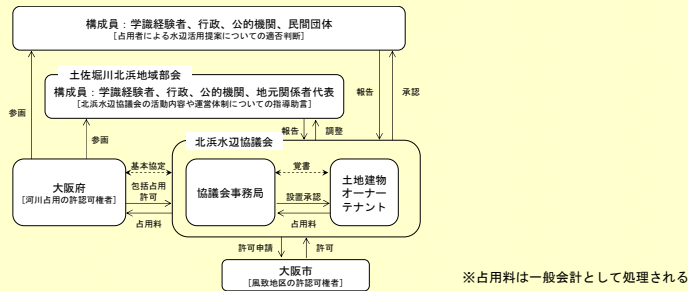 構成員：学識経験者、行政、公的機関、民間団体
［占用者による水辺活用提案についての適否判断］
土佐堀川北浜地域部会
構成員：学識経験者、行政、公的機関、地元関係者代表
［北浜水辺協議会の活動内容や運営体制についての指導助言］
参画
参画
報告
承認
報告
調整
北浜水辺協議会
大阪府
［河川占用の許認可権者］
基本協定
包括占用
許可
占用料
協議会事務局
覚書
設置承認
占用料
土地建物
オーナー
テナント
許可申請
許可
大阪市
［風致地区の許認可権者］
※占用料は一般会計として処理される